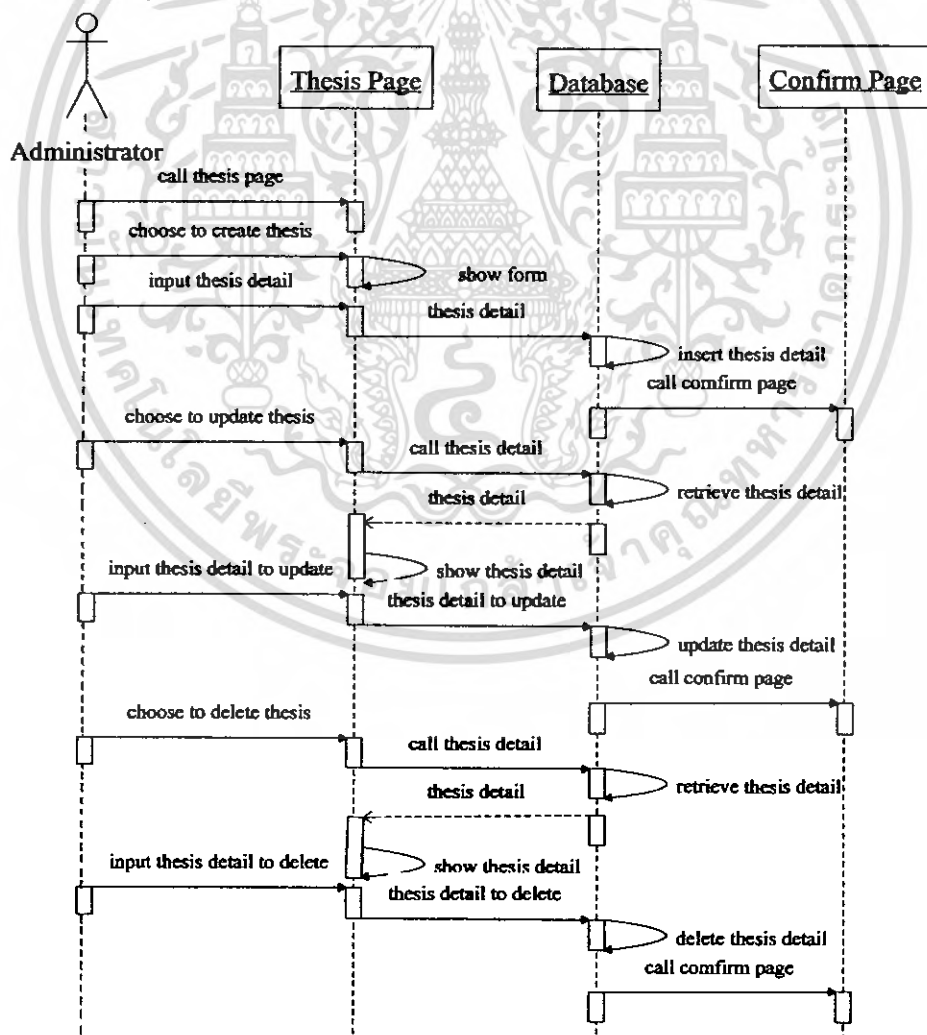 Thesis Page
Database
Confirm Page
Administrator
call thesis page
choose to create thesis
show form
input thesis detail
thesis detail
insert thesis detail
call comfirm page
choose to update thesis
call thesis detail
retrieve thesis detail
thesis detail
show thesis detail
input thesis detail to update
thesis detail to update
update thesis detail
call confirm page
choose to delete thesis
call thesis detail
retrieve thesis detail
thesis detail
show thesis detail
input thesis detail to delete
thesis detail to delete
delete thesis detail
call comfirm page